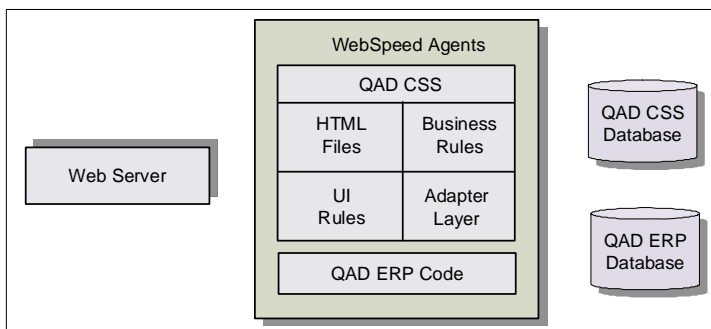 WebSpeed Agents
QAD CSS
HTML
Files
Business
Rules
UI
Rules
Adapter
Layer
QAD ERP Code
Web Server
QAD CSS
Database
QAD ERP
Database